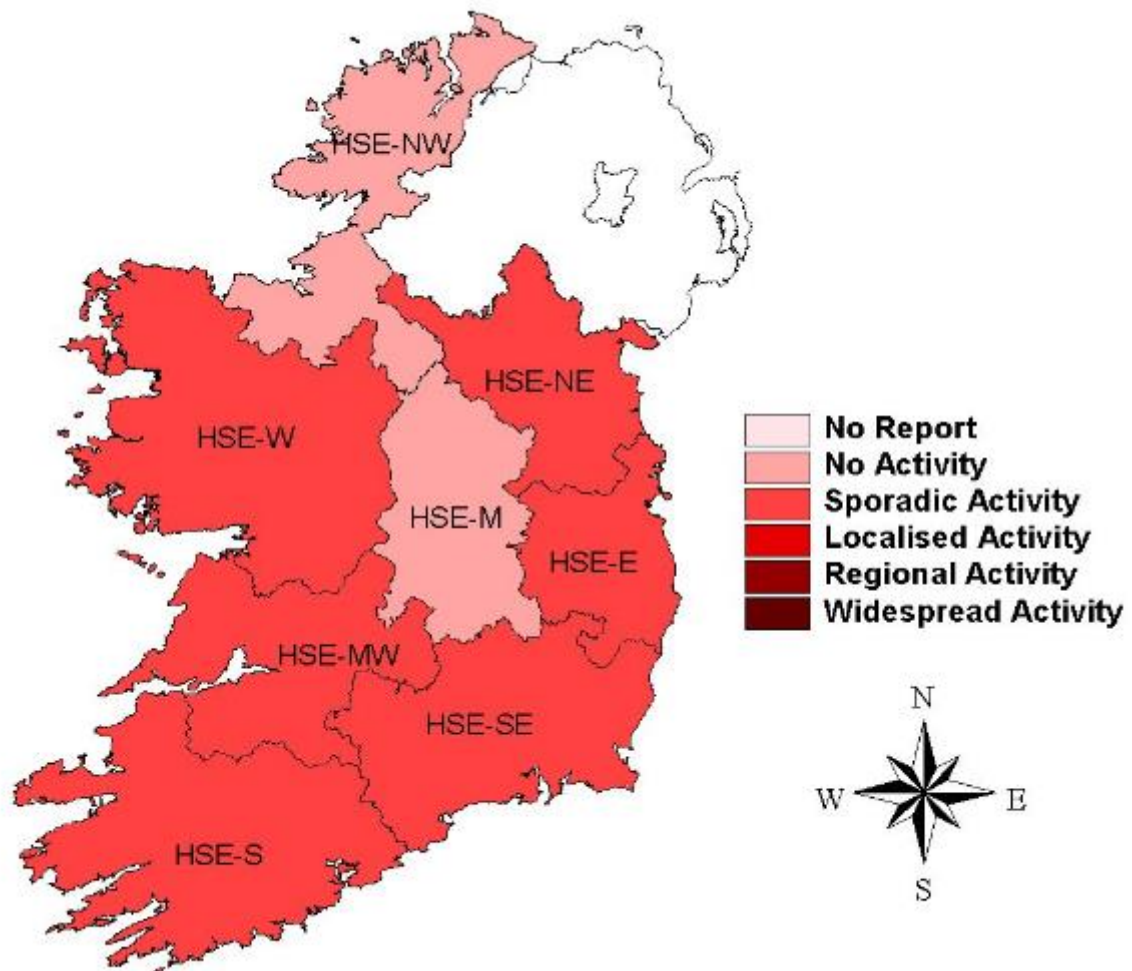 HSE-NW
HSE-NE
HSE-W
HSE-M
HSE-E
HSE-MW
HSE-SE
HSE-S
No Report
No Activity
Sporadic Activity
Localised Activity
Regional Activity
Widespread Activity
N
W E
S